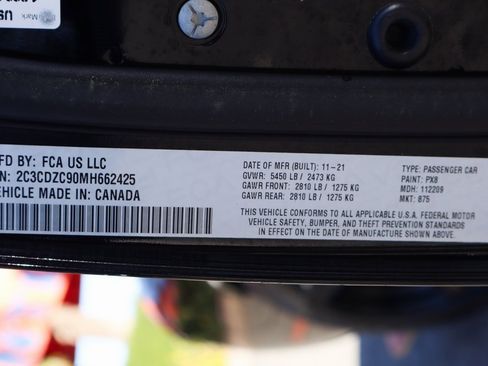 US
Mark
FD BY: FCA US LLC
N: 2C3CDZC90MH662425
VEHICLE MADE IN: CANADA
DATE OF MFR (BUILT): 11-21
GVWR: 5450 LB / 2473 KG
GAWR FRONT: 2810 LB / 1275 KG
GAWR REAR: 2810 LB / 1275 KG
THIS VEHICLE CONFORMS TO ALL APPLICABLE U.S.A. FEDERAL MOTOR
VEHICLE SAFETY, BUMPER, AND THEFT PREVENTION STANDARDS
IN EFFECT ON THE DATE OF MANUFACTURE SHOWN ABOVE.
TYPE: PASSENGER CAR
PAINT: PX8
MDH: 112209
MKT: 875